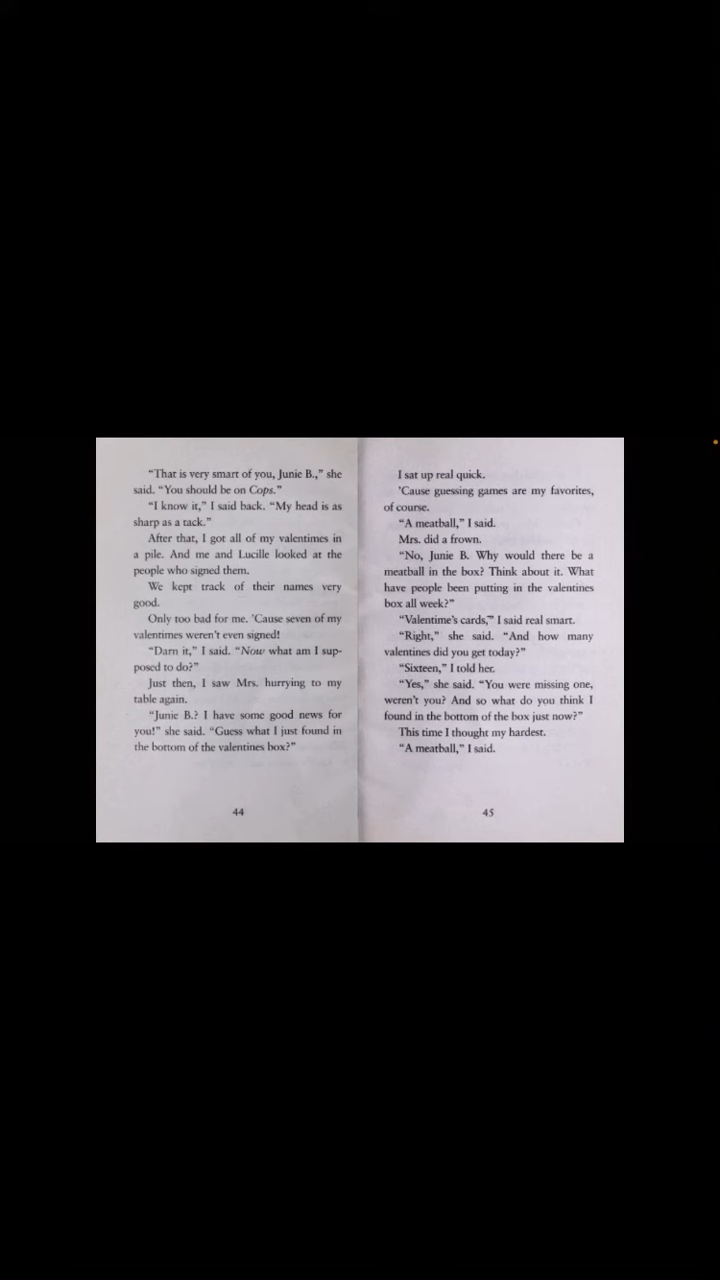 “That is very smart of you, Junie B.,” she
said. “You should be on Cops.”
“I know it,” I said back. “My head is as
sharp as a tack.”
After that, I got all of my valentimes in
a pile. And me and Lucille looked at the
people who signed them.
We kept track of their names very
good.
Only too bad for me. ’Cause seven of my
valentimes weren’t even signed!
“Darn it,” I said. “Now what am I sup-
posed to do?”
Just then, I saw Mrs. hurrying to my
table again.
“Junie B.? I have some good news for
you!” she said. “Guess what I just found in
the bottom of the valentines box?”
44
I sat up real quick.
’Cause guessing games are my favorites,
of course.
“A meatball,” I said.
Mrs. did a frown.
“No, Junie B. Why would there be a
meatball in the box? Think about it. What
have people been putting in the valentines
box all week?”
“Valentime’s cards,” I said real smart.
“Right,” she said. “And how many
valentines did you get today?”
“Sixteen,” I told her.
“Yes,” she said. “You were missing one,
weren’t you? And so what do you think I
found in the bottom of the box just now?”
This time I thought my hardest.
“A meatball,” I said.
45